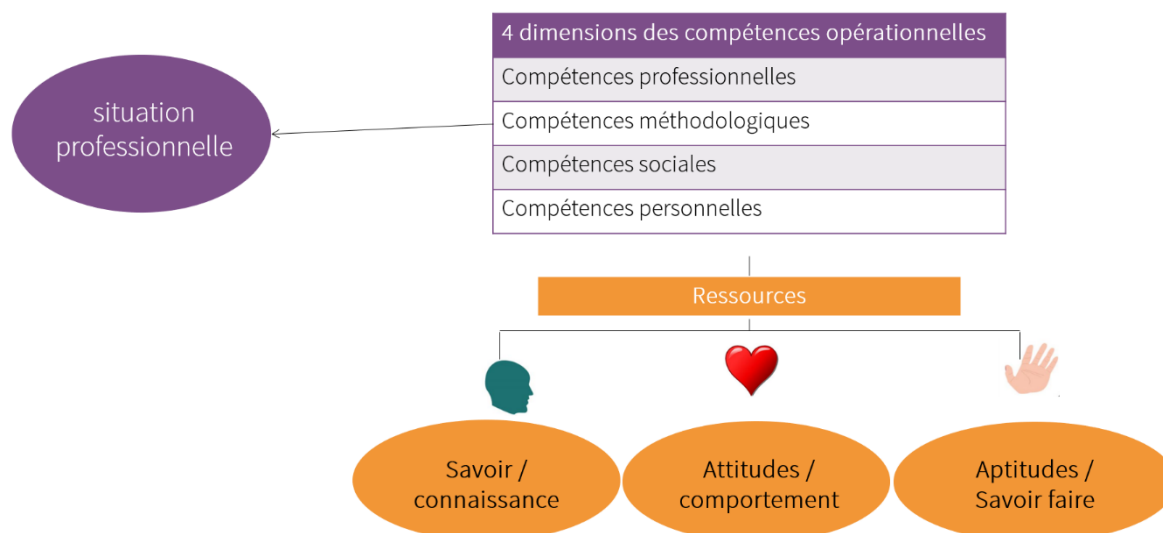 4 dimensions des compétences opérationnelles
Compétences professionnelles
situation
professionnelle
Compétences méthodologiques
Compétences sociales
Compétences personnelles
Ressources
Savoir /
connaissance
Attitudes /
comportement
Aptitudes /
Savoir faire